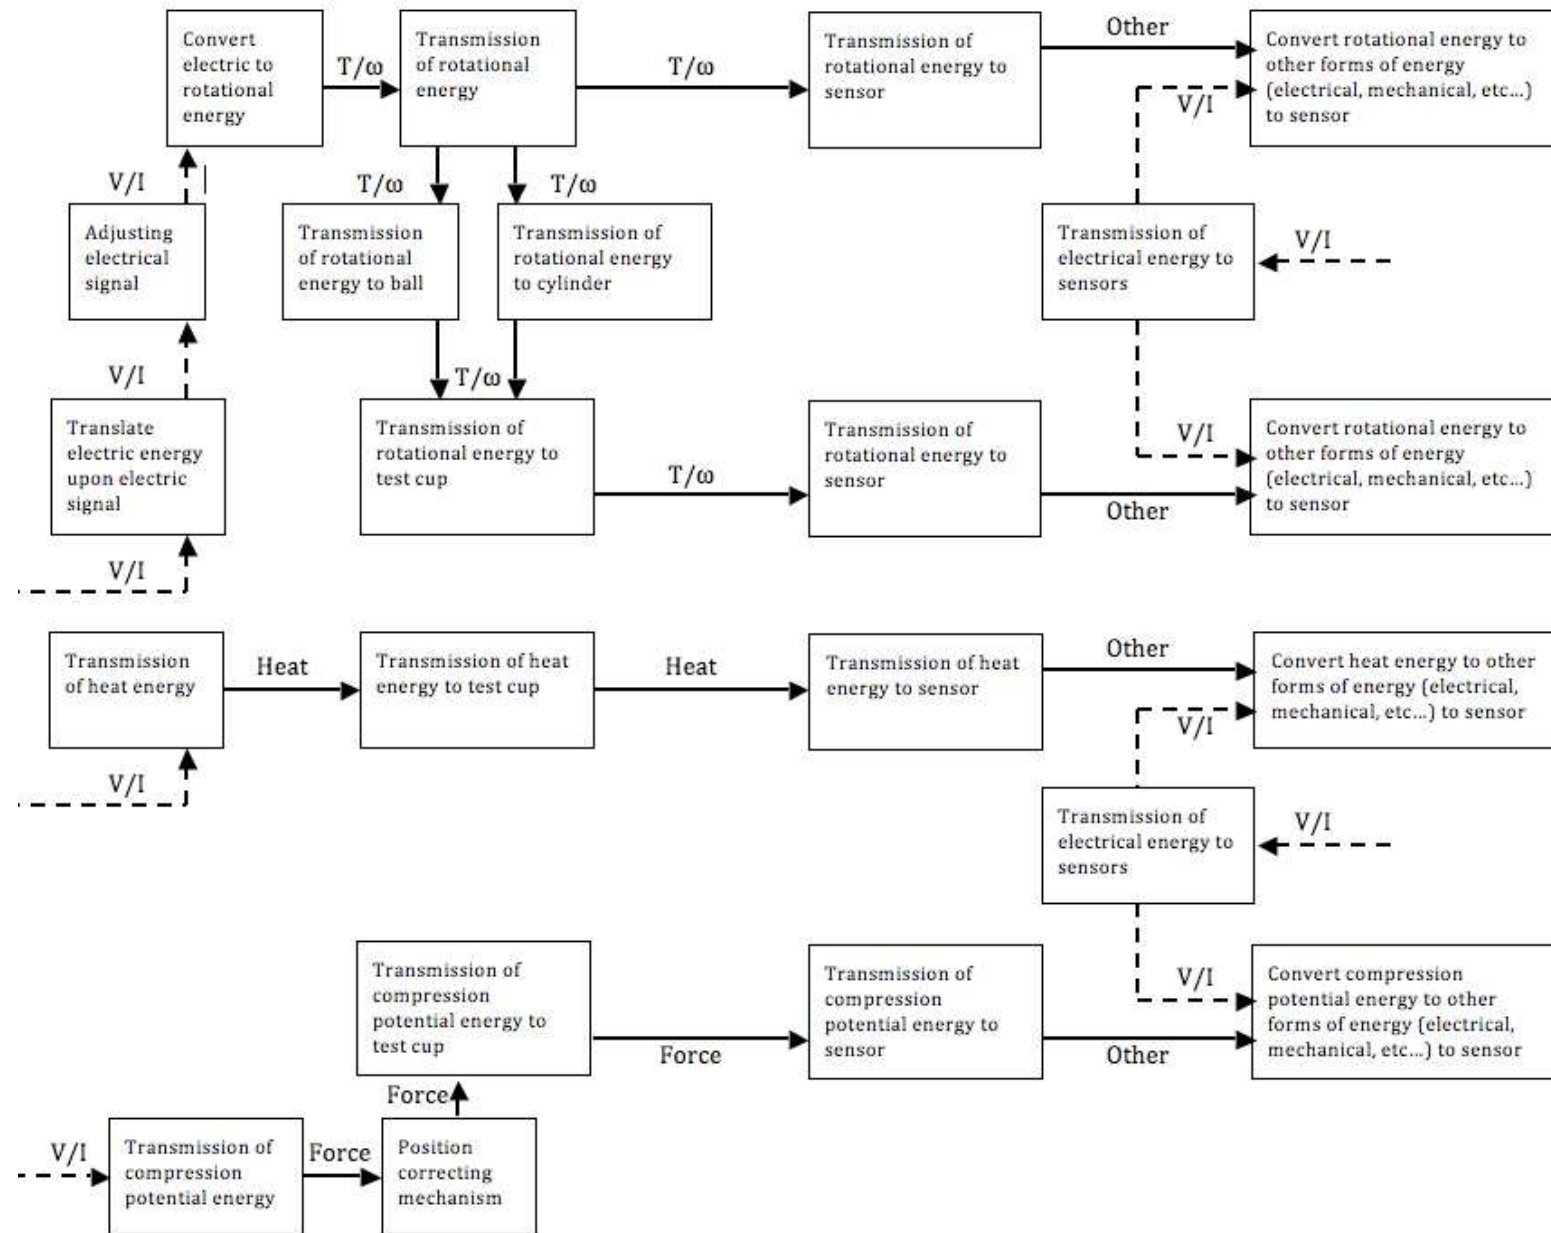 Convert
electric to
rotational
energy
T/ω
Transmission
of rotational
energy
T/ω
Transmission of
rotational energy to
sensor
Other
Convert rotational energy to
other forms of energy
(electrical, mechanical, etc...)
to sensor
V/I
V/I
T/ω
T/ω
Adjusting
electrical
signal
Transmission
of rotational
energy to ball
Transmission of
rotational energy
to cylinder
Transmission of
electrical energy to
sensors
V/I
V/I
T/ω
Translate
electric energy
upon electric
signal
Transmission of
rotational energy to
test cup
T/ω
Transmission of
rotational energy to
sensor
V/I
Other
Convert rotational energy to
other forms of energy
(electrical, mechanical, etc...)
to sensor
V/I
Transmission
of heat energy
Heat
Transmission of heat
energy to test cup
Heat
Transmission of heat
energy to sensor
Other
Convert heat energy to other
forms of energy (electrical,
mechanical, etc...) to sensor
V/I
V/I
Transmission of
electrical energy to
sensors
V/I
Transmission of
compression
potential energy to
test cup
Force
Transmission of
compression
potential energy to
sensor
V/I
Other
Convert compression
potential energy to other
forms of energy (electrical,
mechanical, etc...) to sensor
Force
V/I
Transmission of
compression
potential energy
Force
Position
correcting
mechanism